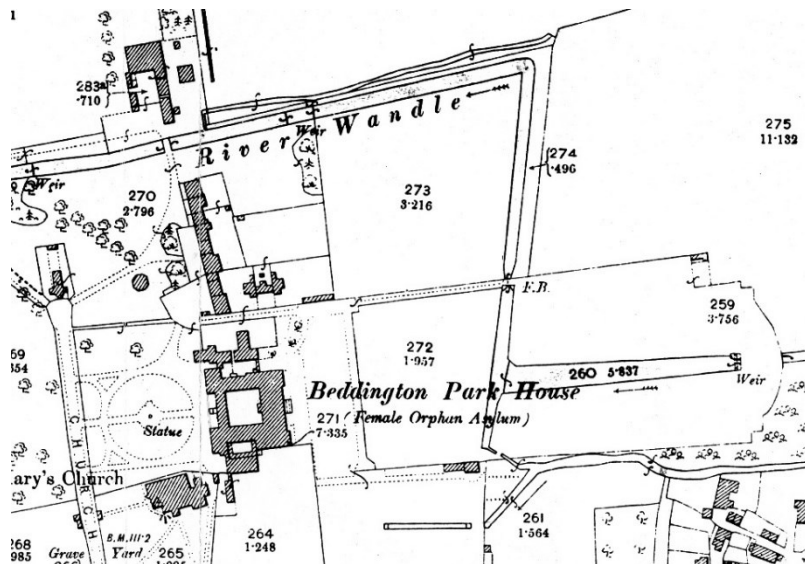 1
283ᵃ
·710
River Wandle
Weir
275
11·132
274
·496
270
2·796
273
3·216
Weir
F.B.
259
3·756
69
354
272
1·957
260 5·837
Weir
Beddington Park House
(Female Orphan Asylum)
271
7·335
Statue
CHURCH
ary's Church
264
1·248
261
1·564
268
985
Grave
Yard
B.M.111·2
265